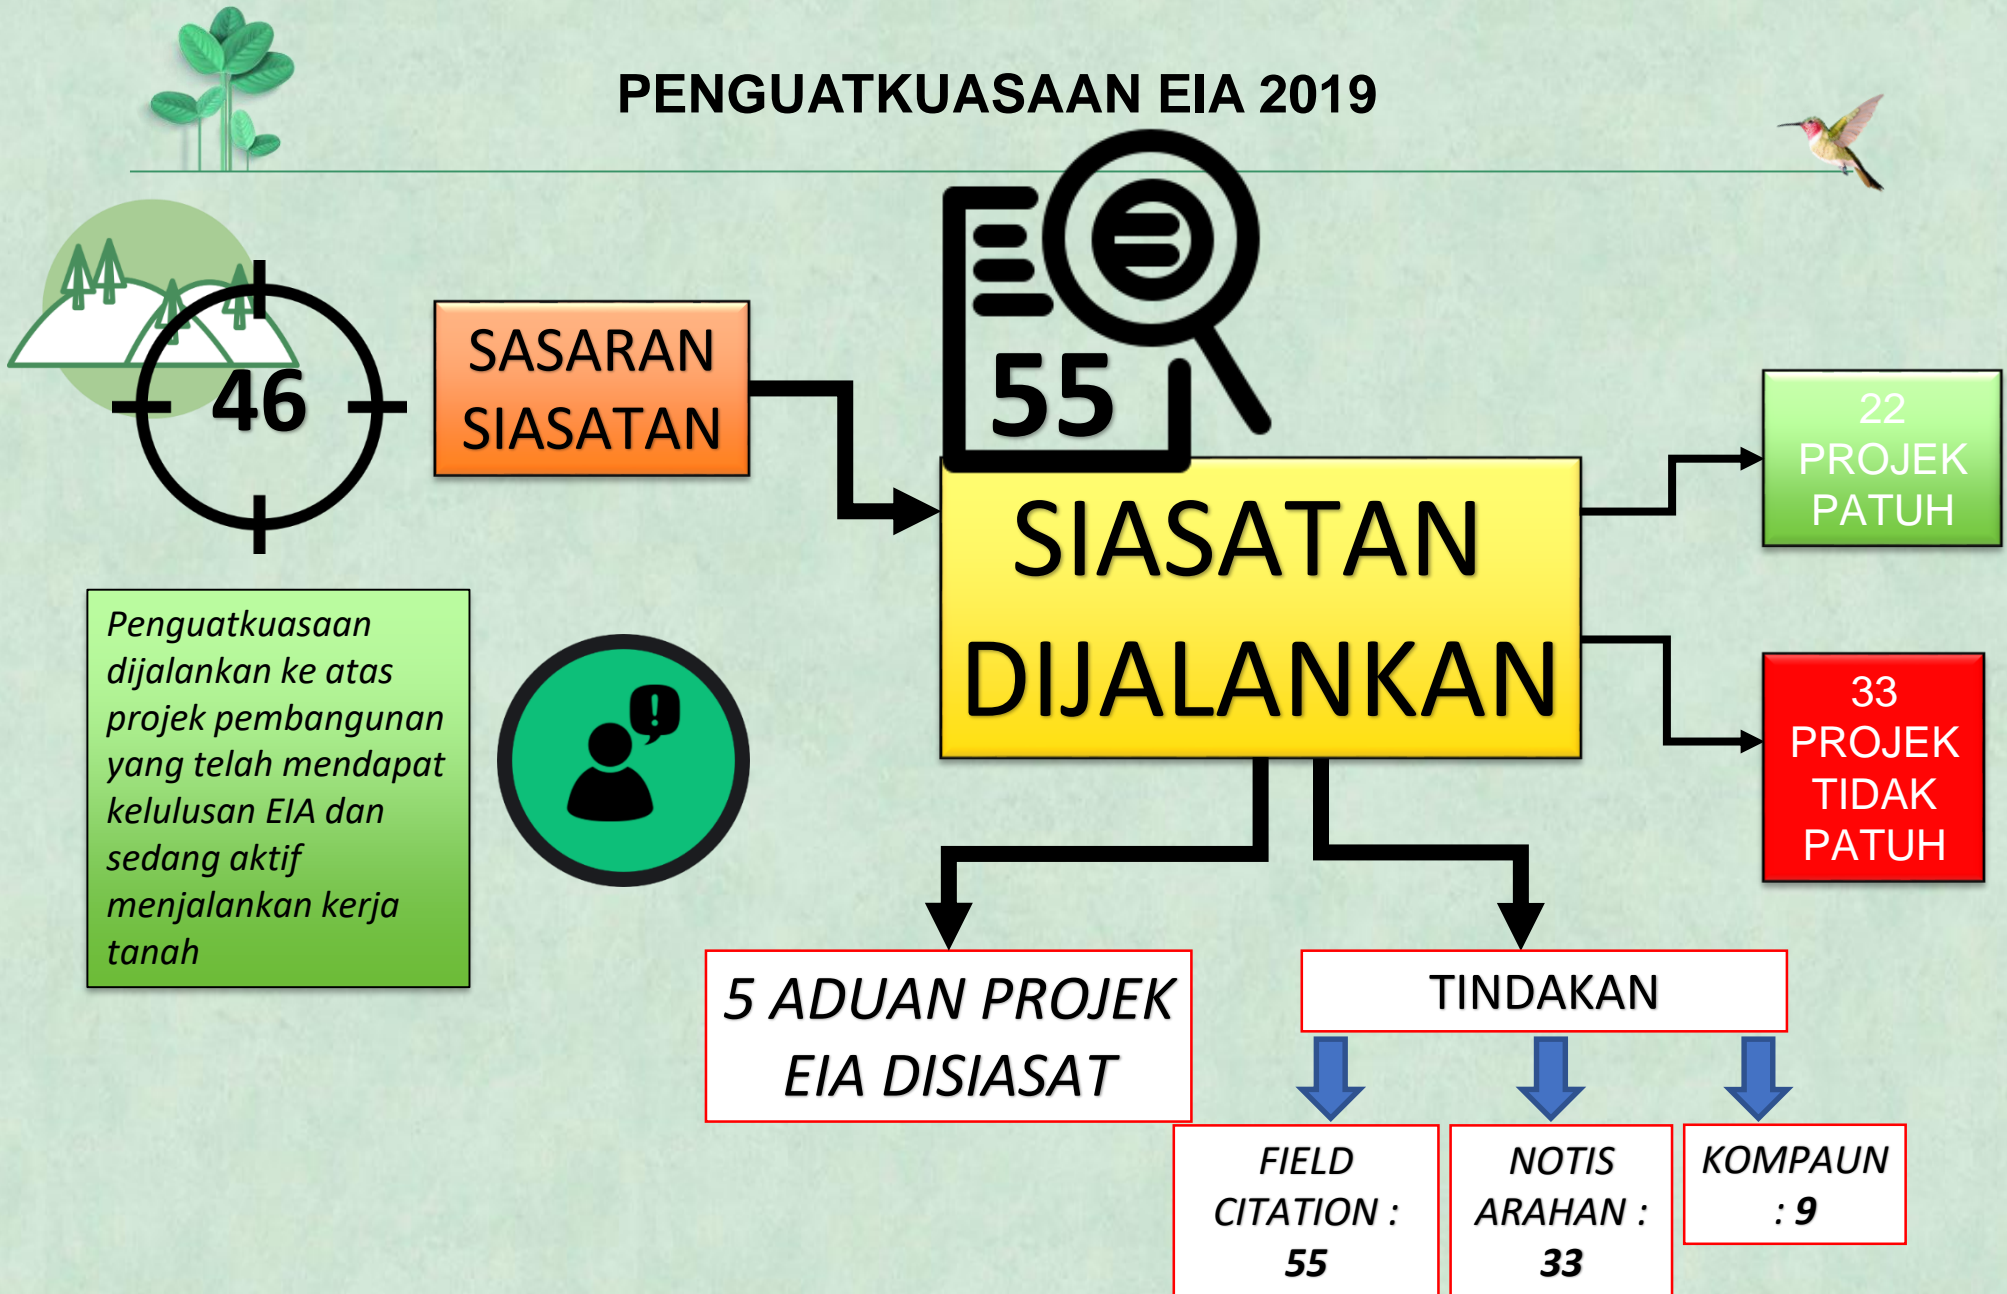 PENGUATKUASAAN EIA 2019
46
SASARAN
SIASATAN
55
SIASATAN
DIJALANKAN
22
PROJEK
PATUH
33
PROJEK
TIDAK
PATUH
Penguatkuasaan
dijalankan ke atas
projek pembangunan
yang telah mendapat
kelulusan EIA dan
sedang aktif
menjalankan kerja
tanah
5 ADUAN PROJEK
EIA DISIASAT
TINDAKAN
FIELD
CITATION :
55
NOTIS
ARAHAN :
33
KOMPAUN
: 9